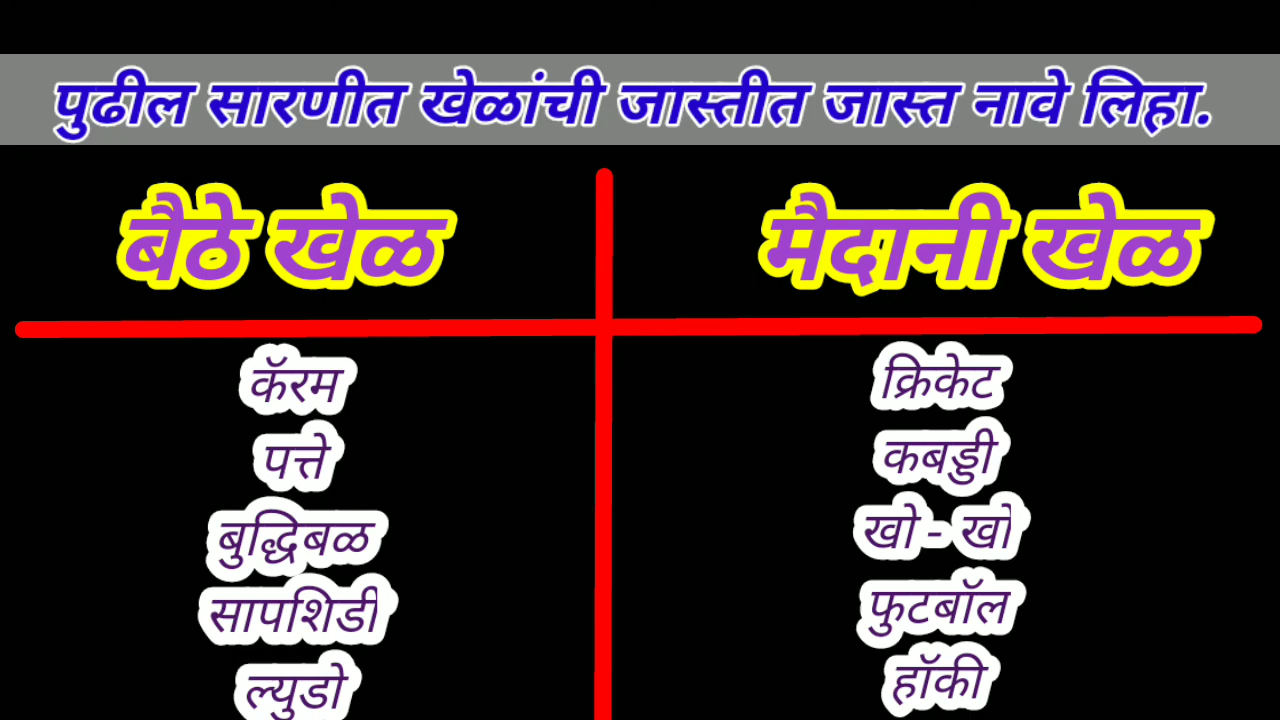 पुढील सारणीत खेळांची जास्तीत जास्त नावे लिहा.
बैठे खेळ
मैदानी खेळ
कॅरम
क्रिकेट
पत्ते
कबड्डी
बुद्धिबळ
खो - खो
सापशिडी
फुटबॉल
ल्युडो
हॉकी